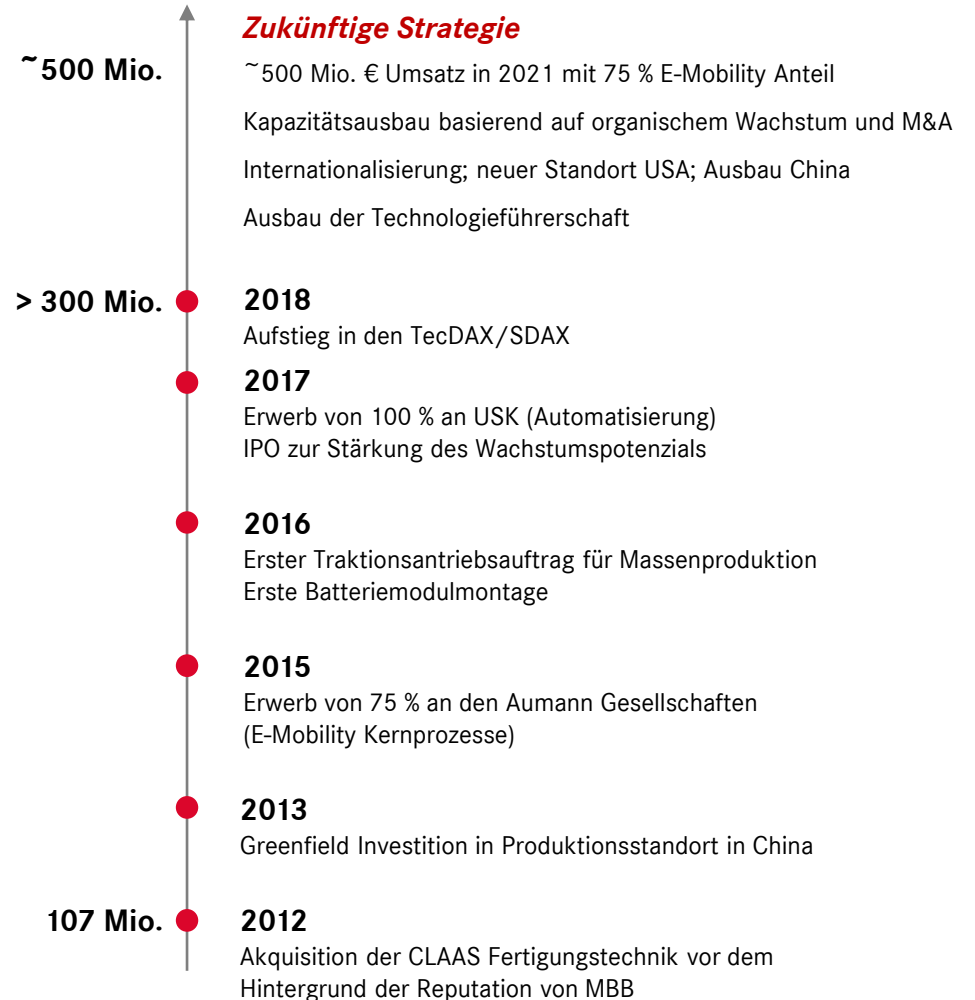 Zukünftige Strategie
~500 Mio.
~500 Mio. € Umsatz in 2021 mit 75 % E-Mobility Anteil
Kapazitätsausbau basierend auf organischem Wachstum und M&A
Internationalisierung; neuer Standort USA; Ausbau China
Ausbau der Technologieführerschaft
> 300 Mio.
2018
Aufstieg in den TecDAX/SDAX
2017
Erwerb von 100 % an USK (Automatisierung)
IPO zur Stärkung des Wachstumspotenzials
2016
Erster Traktionsantriebsauftrag für Massenproduktion
Erste Batteriemodulmontage
2015
Erwerb von 75 % an den Aumann Gesellschaften
(E-Mobility Kernprozesse)
2013
Greenfield Investition in Produktionsstandort in China
107 Mio.
2012
Akquisition der CLAAS Fertigungstechnik vor dem
Hintergrund der Reputation von MBB